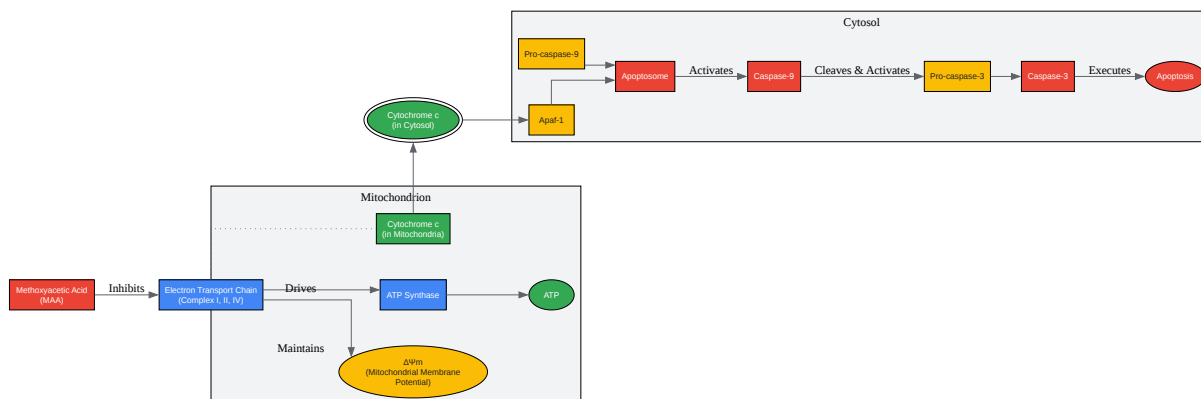 Cytosol
Pro-caspase-9
Apoptosome
Activates
Caspase-9
Cleaves & Activates
Pro-caspase-3
Caspase-3
Executes
Apoptosis
Cytochrome c
(in Cytosol)
Apaf-1
Mitochondrion
Cytochrome c
(in Mitochondria)
Methoxyacetic Acid
(MAA)
Inhibits
Electron Transport Chain
(Complex I, II, IV)
Drives
ATP Synthase
ATP
Maintains
ΔΨm
(Mitochondrial Membrane
Potential)